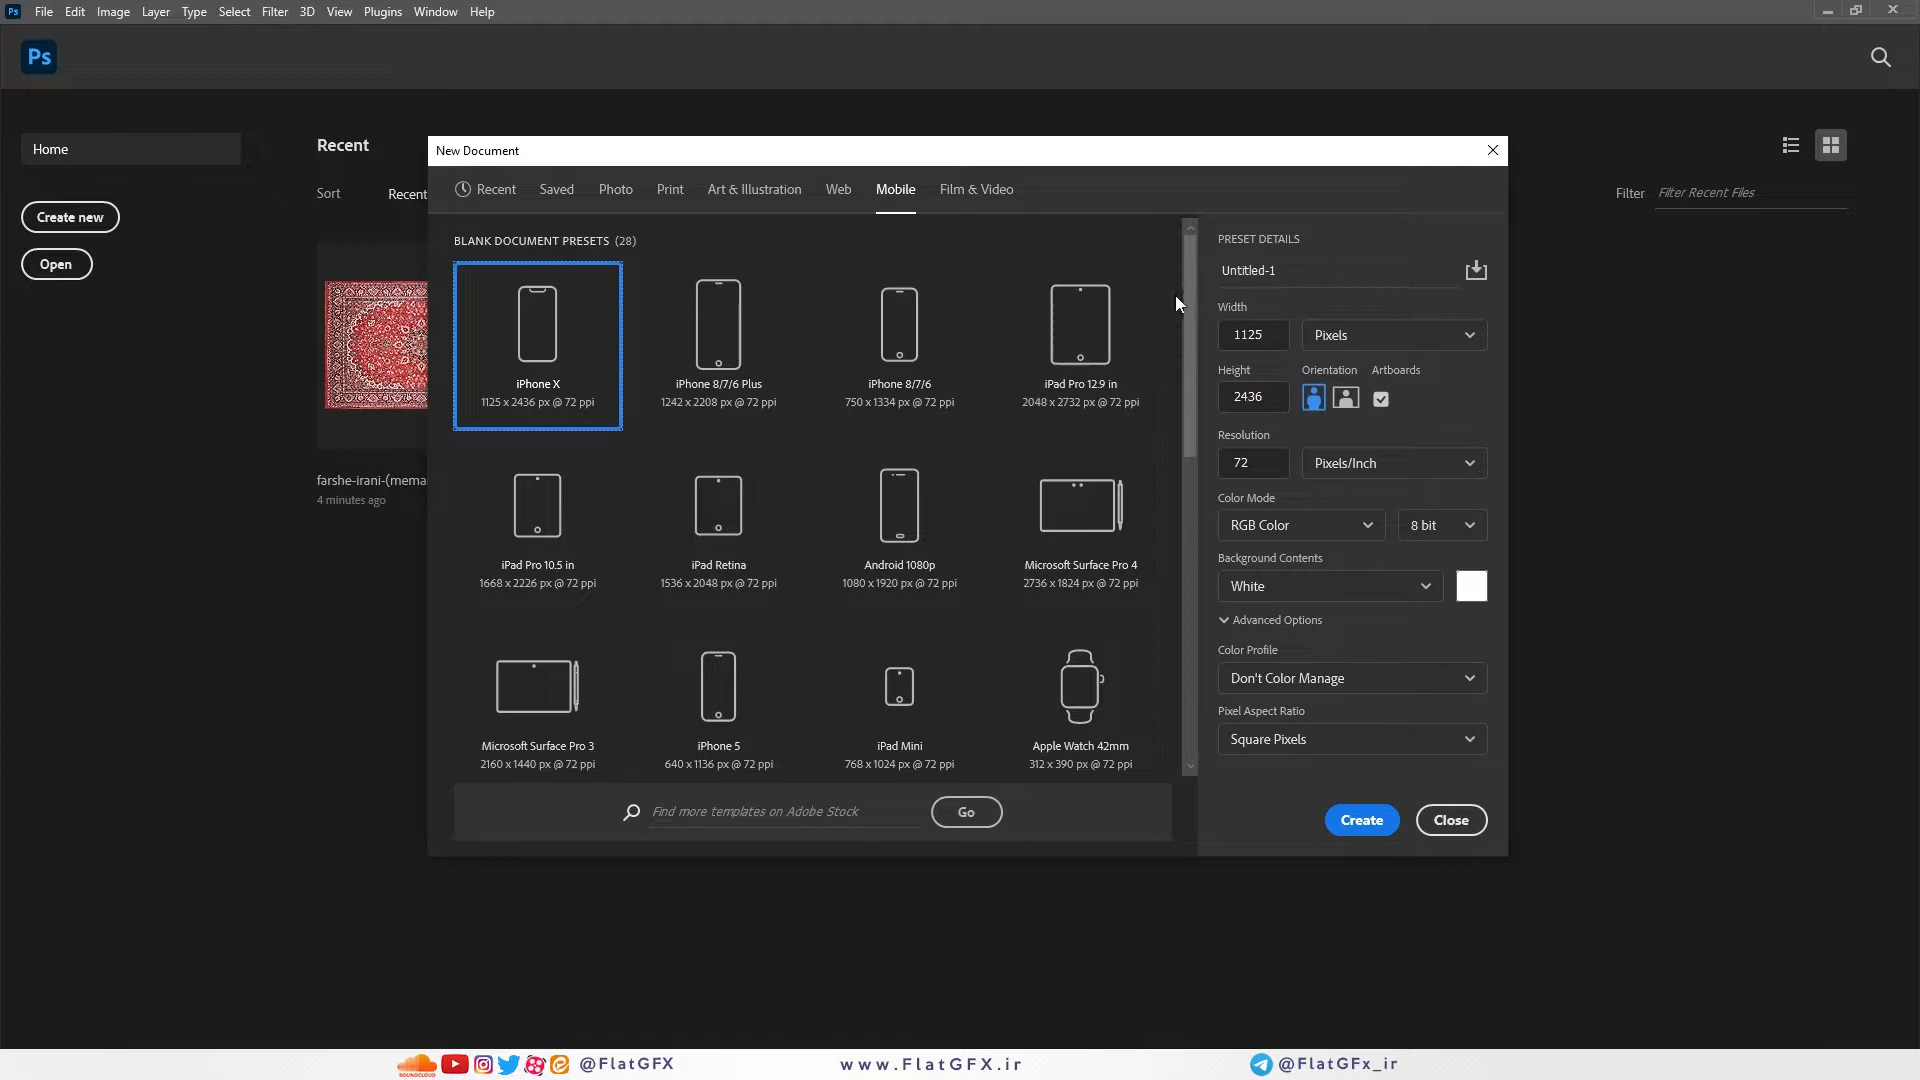 Ps File Edit Image Layer Type Select Filter 3D View Plugins Window Help
Ps
Home
Create new
Open
Recent
Sort Recent
Filter Filter Recent Files
farshe-irani-(mema
4 minutes ago
New Document
Recent Saved Photo Print Art & Illustration Web Mobile Film & Video
BLANK DOCUMENT PRESETS (28)
iPhone X
1125 x 2436 px @ 72 ppi
iPhone 8/7/6 Plus
1242 x 2208 px @ 72 ppi
iPhone 8/7/6
750 x 1334 px @ 72 ppi
iPad Pro 12.9 in
2048 x 2732 px @ 72 ppi
iPad Pro 10.5 in
1668 x 2226 px @ 72 ppi
iPad Retina
1536 x 2048 px @ 72 ppi
Android 1080p
1080 x 1920 px @ 72 ppi
Microsoft Surface Pro 4
2736 x 1824 px @ 72 ppi
Microsoft Surface Pro 3
2160 x 1440 px @ 72 ppi
iPhone 5
640 x 1136 px @ 72 ppi
iPad Mini
768 x 1024 px @ 72 ppi
Apple Watch 42mm
312 x 390 px @ 72 ppi
Find more templates on Adobe Stock
Go
PRESET DETAILS
Untitled-1
Width
1125 Pixels
Height Orientation Artboards
2436
Resolution
72 Pixels/Inch
Color Mode
RGB Color 8 bit
Background Contents
White
Advanced Options
Color Profile
Don't Color Manage
Pixel Aspect Ratio
Square Pixels
Create Close
SOUNDCLOUD @FlatGFX www.FlatGFX.ir @FlatGFx_ir